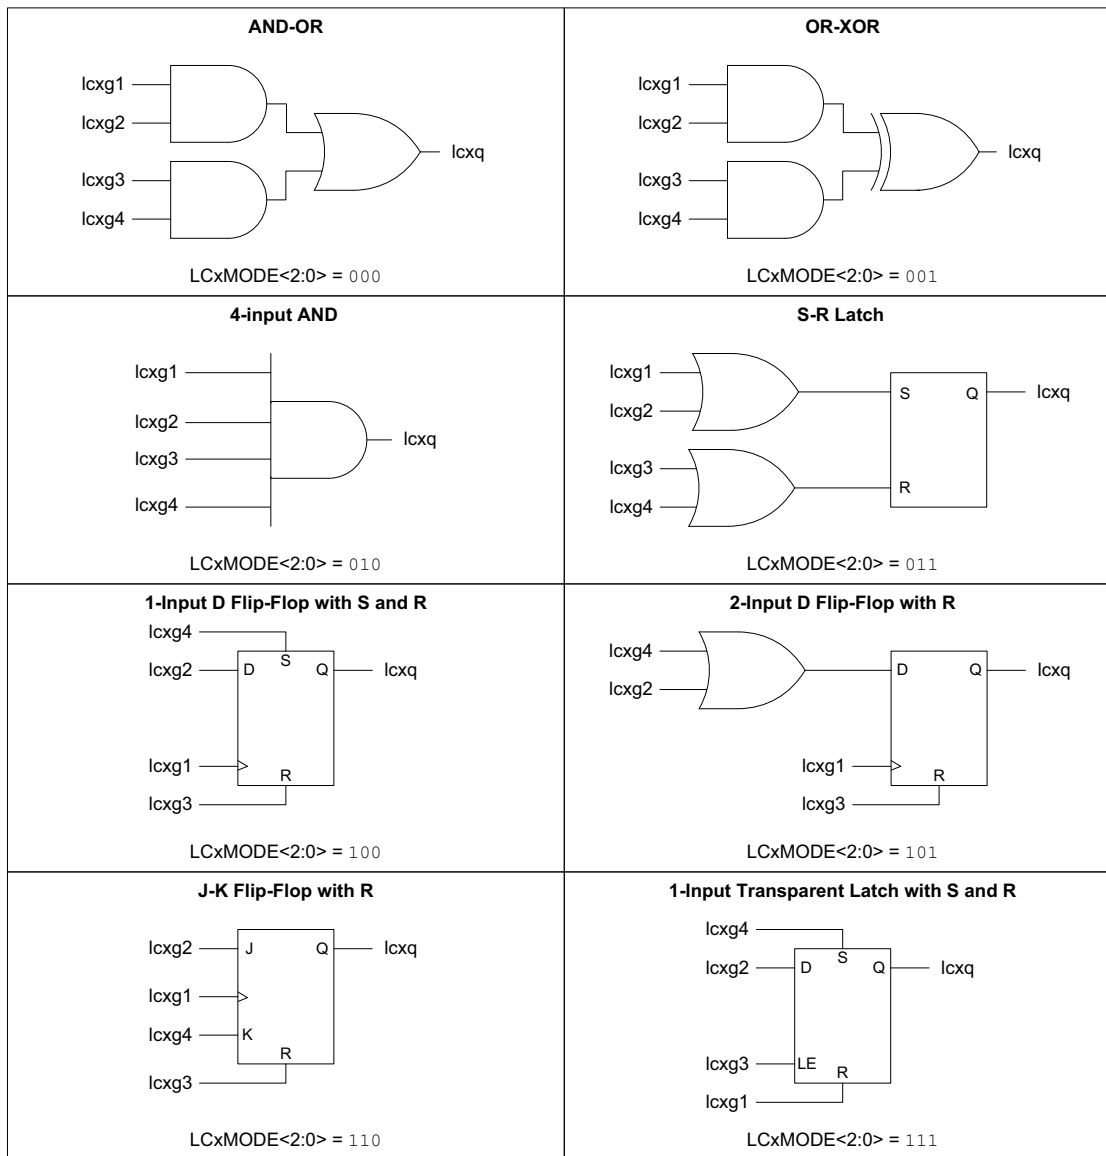 AND-OR
lcxg1
lcxg2
lcxg3
lcxg4
lcxq
LCxMODE<2:0> = 000
OR-XOR
lcxg1
lcxg2
lcxg3
lcxg4
lcxq
LCxMODE<2:0> = 001
4-input AND
lcxg1
lcxg2
lcxg3
lcxg4
lcxq
LCxMODE<2:0> = 010
S-R Latch
lcxg1
lcxg2
lcxg3
lcxg4
S Q
R
lcxq
LCxMODE<2:0> = 011
1-Input D Flip-Flop with S and R
lcxg4
S
lcxg2 D Q lcxq
lcxg1
R
lcxg3
LCxMODE<2:0> = 100
2-Input D Flip-Flop with R
lcxg4
D Q lcxq
lcxg2
lcxg1
R
lcxg3
LCxMODE<2:0> = 101
J-K Flip-Flop with R
lcxg2 J Q lcxq
lcxg1
lcxg4 K
R
lcxg3
LCxMODE<2:0> = 110
1-Input Transparent Latch with S and R
lcxg4
S
lcxg2 D Q lcxq
lcxg3 LE
R
lcxg1
LCxMODE<2:0> = 111